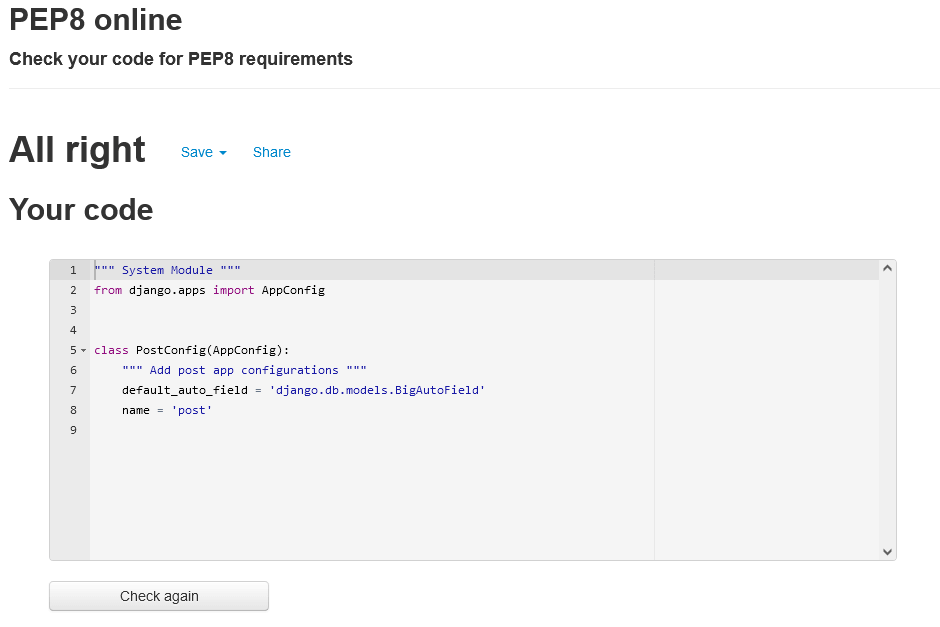 PEP8 online
Check your code for PEP8 requirements
All right Save Share
Your code
1 """ System Module """
2 from django.apps import AppConfig
3
4
5 class PostConfig(AppConfig):
6     """ Add post app configurations """
7     default_auto_field = 'django.db.models.BigAutoField'
8     name = 'post'
9
Check again